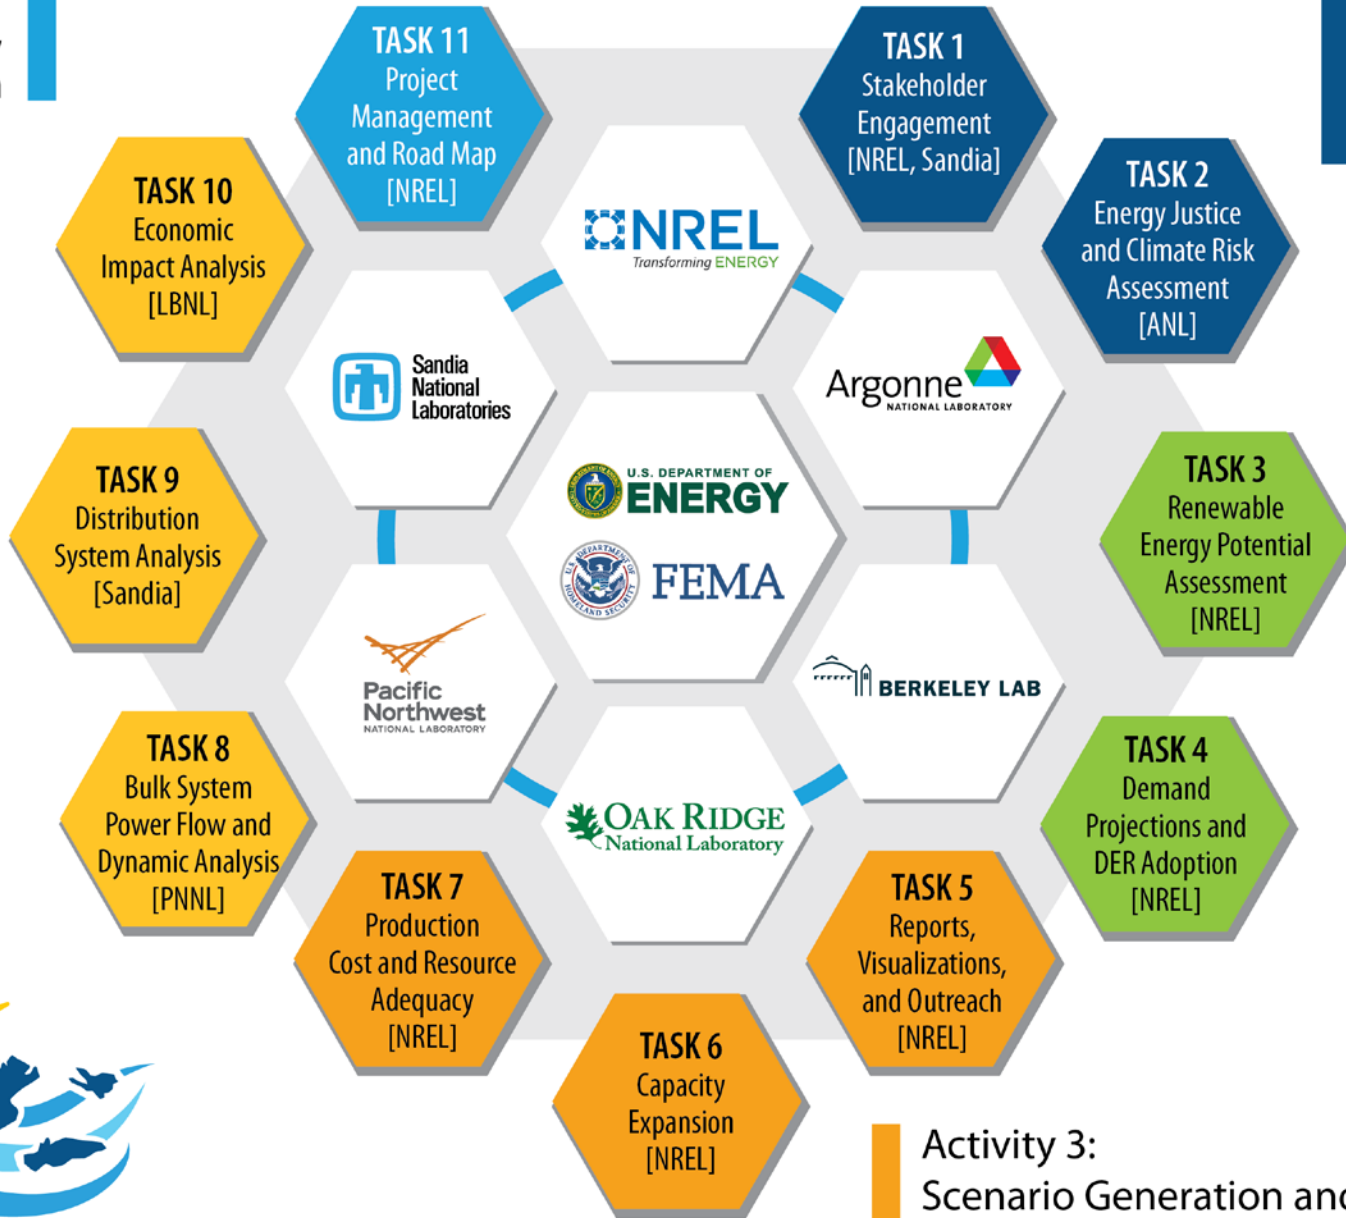 TASK 11
Project
Management
and Road Map
[NREL]
TASK 1
Stakeholder
Engagement
[NREL, Sandia]
TASK 10
Economic
Impact Analysis
[LBNL]
TASK 2
Energy Justice
and Climate Risk
Assessment
[ANL]
NREL
Transforming ENERGY
Sandia
National
Laboratories
Argonne
NATIONAL LABORATORY
TASK 9
Distribution
System Analysis
[Sandia]
U.S. DEPARTMENT OF
ENERGY
U.S. DEPARTMENT OF
HOMELAND SECURITY
FEMA
TASK 3
Renewable
Energy Potential
Assessment
[NREL]
Pacific
Northwest
NATIONAL LABORATORY
BERKELEY LAB
TASK 8
Bulk System
Power Flow and
Dynamic Analysis
[PNNL]
OAK RIDGE
National Laboratory
TASK 4
Demand
Projections and
DER Adoption
[NREL]
TASK 7
Production
Cost and Resource
Adequacy
[NREL]
TASK 5
Reports,
Visualizations,
and Outreach
[NREL]
TASK 6
Capacity
Expansion
[NREL]
Activity 3:
Scenario Generation and